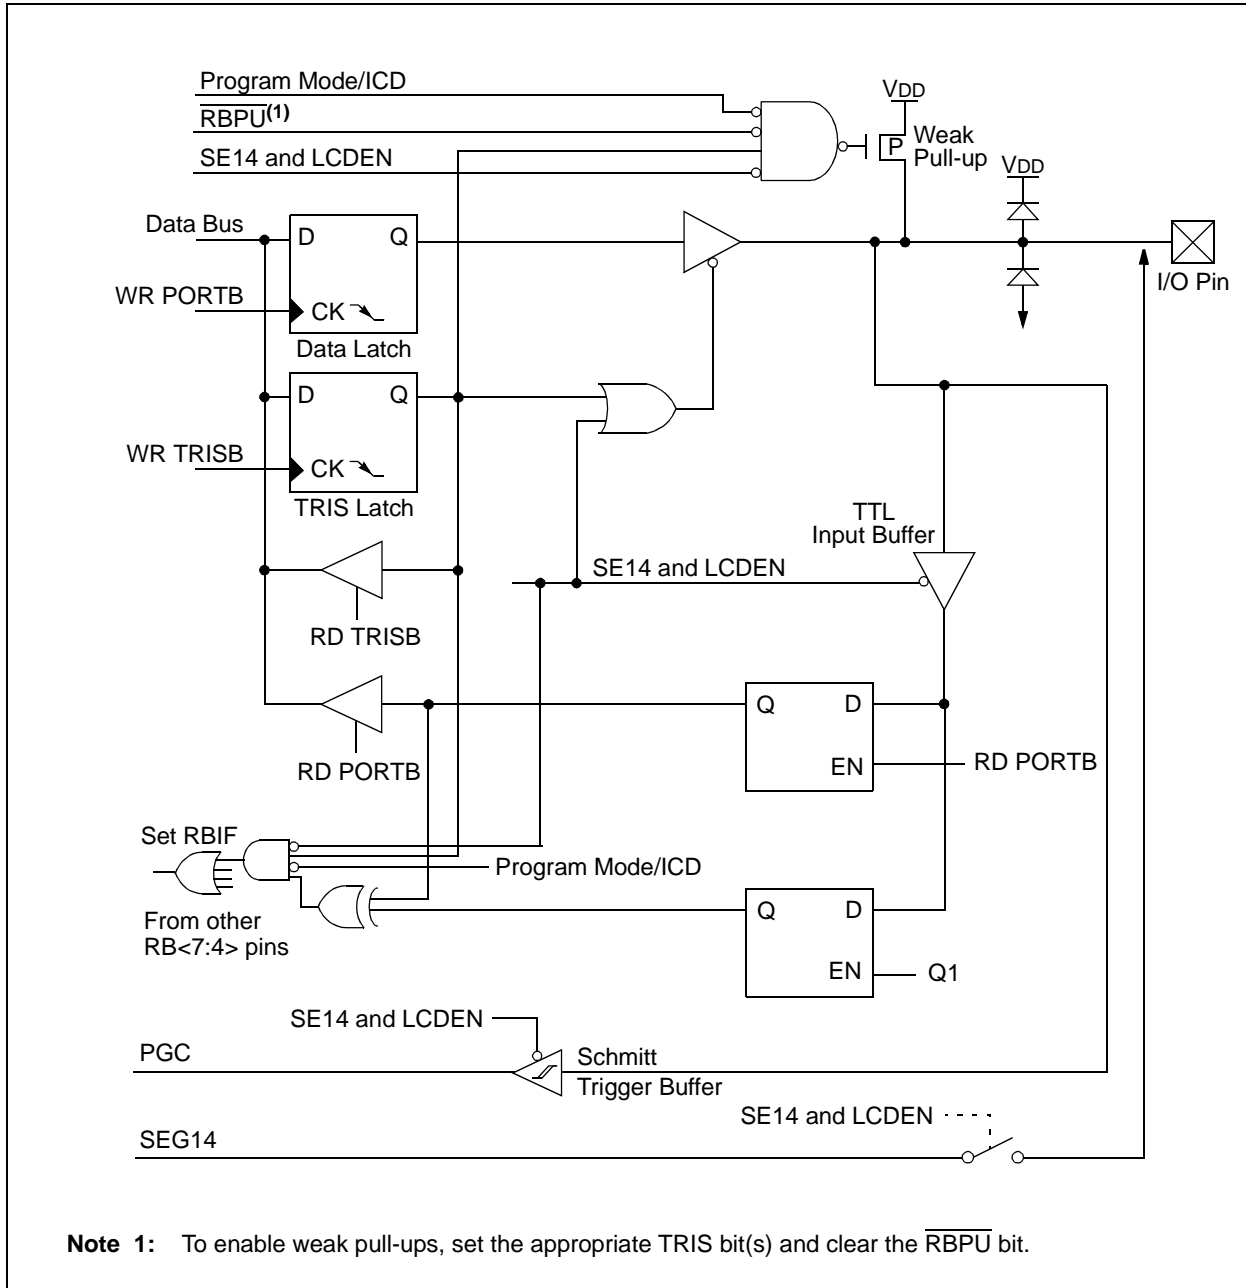 Program Mode/ICD
RBPU(1)
SE14 and LCDEN
VDD
P
Weak
Pull-up
VDD
Data Bus
D
Q
WR PORTB
CK
Data Latch
I/O Pin
D
Q
WR TRISB
CK
TRIS Latch
TTL
Input Buffer
SE14 and LCDEN
RD TRISB
Q
D
EN
RD PORTB
RD PORTB
Set RBIF
Program Mode/ICD
From other
RB<7:4> pins
Q
D
EN
Q1
SE14 and LCDEN
PGC
Schmitt
Trigger Buffer
SE14 and LCDEN
SEG14
Note 1: To enable weak pull-ups, set the appropriate TRIS bit(s) and clear the RBPU bit.